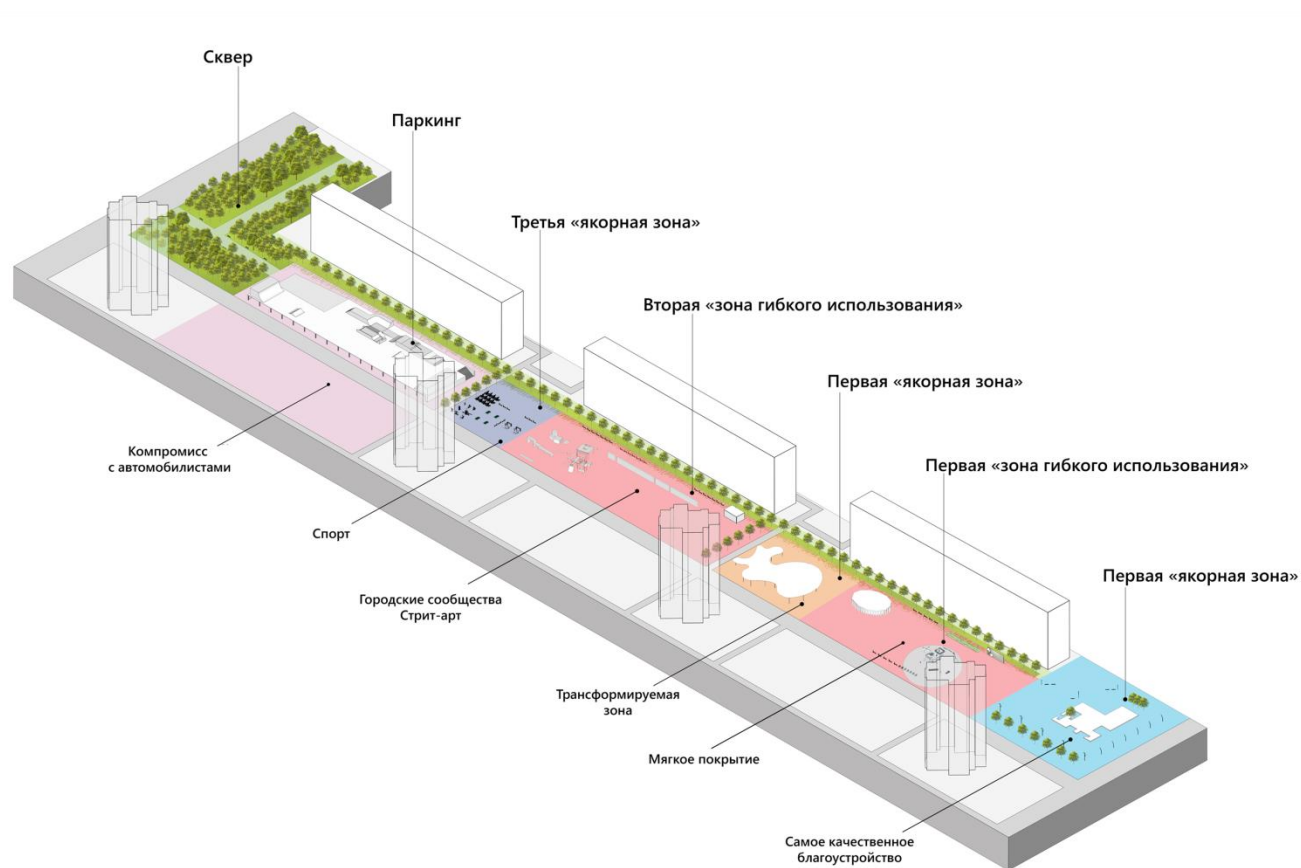 Сквер
Паркинг
Третья «якорная зона»
Вторая «зона гибкого использования»
Первая «якорная зона»
Первая «зона гибкого использования»
Первая «якорная зона»
Компромисс
с автомобилистами
Спорт
Городские сообщества
Стрит-арт
Трансформируемая
зона
Мягкое покрытие
Самое качественное
благоустройство